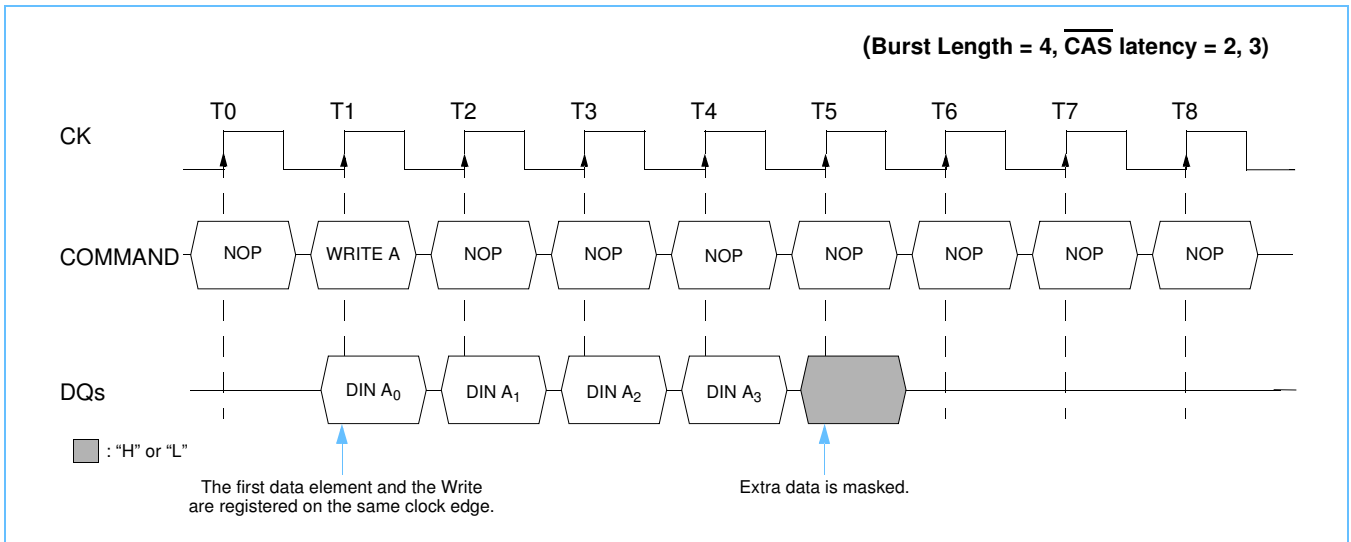 (Burst Length = 4, C̅A̅S̅ latency = 2, 3)
T0 T1 T2 T3 T4 T5 T6 T7 T8
CK
COMMAND NOP WRITE A NOP NOP NOP NOP NOP NOP NOP
DQs DIN A₀ DIN A₁ DIN A₂ DIN A₃
: “H” or “L”
The first data element and the Write
are registered on the same clock edge.
Extra data is masked.